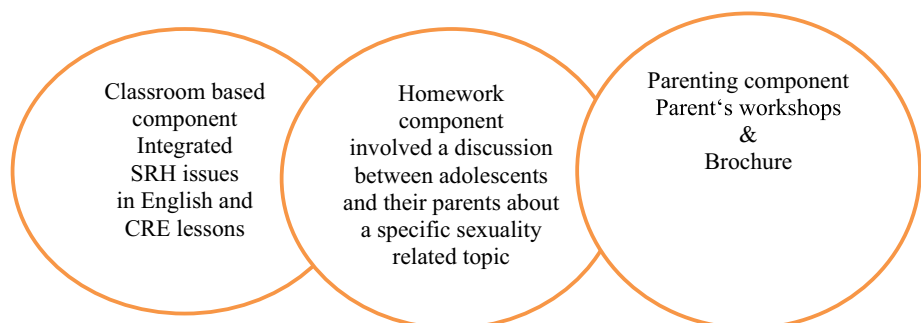 Classroom based
component
Integrated
SRH issues
in English and
CRE lessons
Homework
component
involved a discussion
between adolescents
and their parents about
a specific sexuality
related topic
Parenting component
Parent‘s workshops
&
Brochure